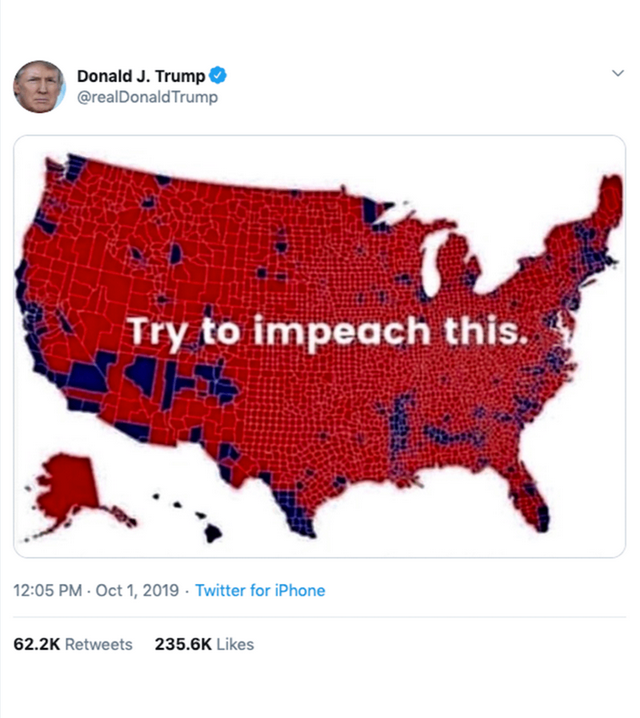 Donald J. Trump
@realDonaldTrump
Try to impeach this.
12:05 PM · Oct 1, 2019 · Twitter for iPhone
62.2K Retweets 235.6K Likes